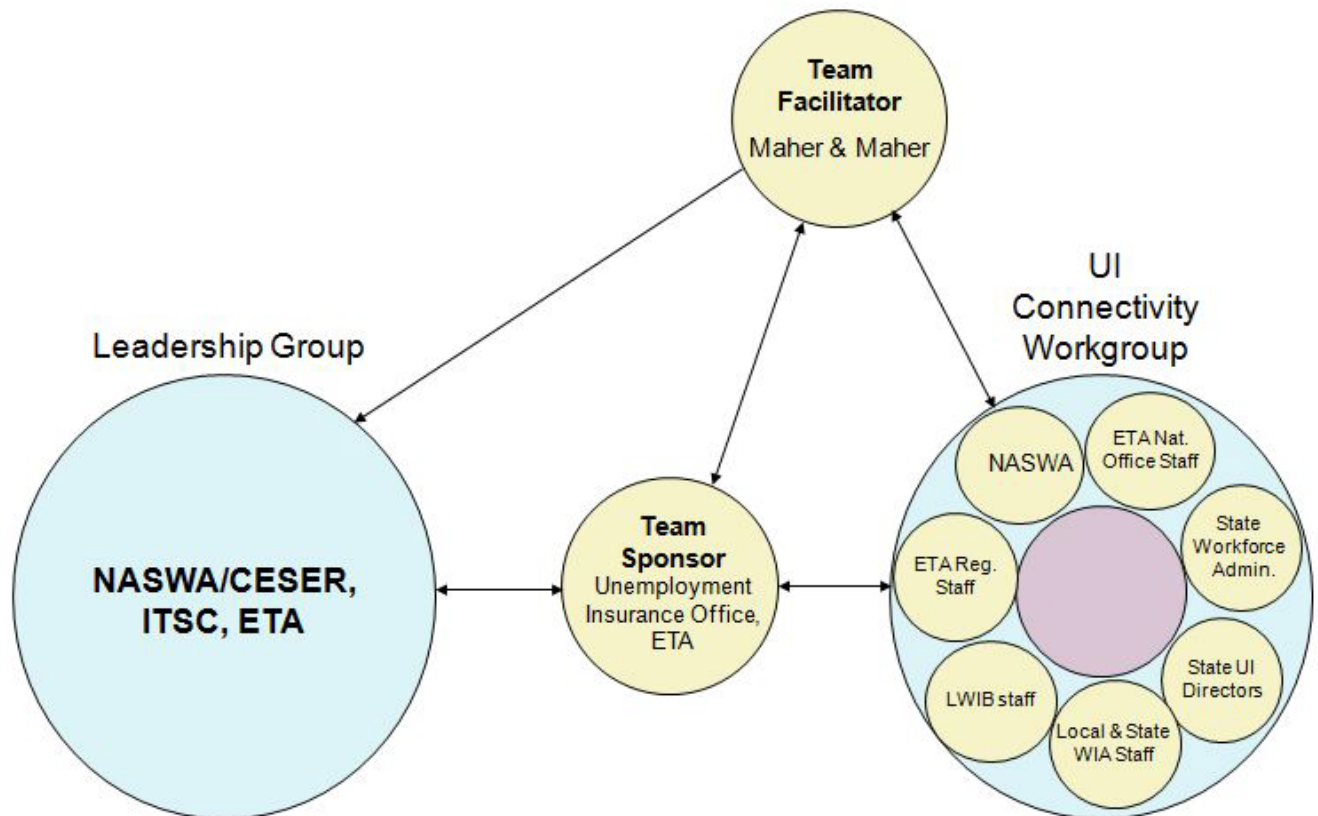 Team
Facilitator
Maher & Maher
UI
Connectivity
Workgroup
Leadership Group
NASWA/CESER,
ITSC, ETA
Team
Sponsor
Unemployment
Insurance Office,
ETA
NASWA
ETA Nat.
Office Staff
State
Workforce
Admin.
State UI
Directors
Local & State
WIA Staff
LWIB staff
ETA Reg.
Staff